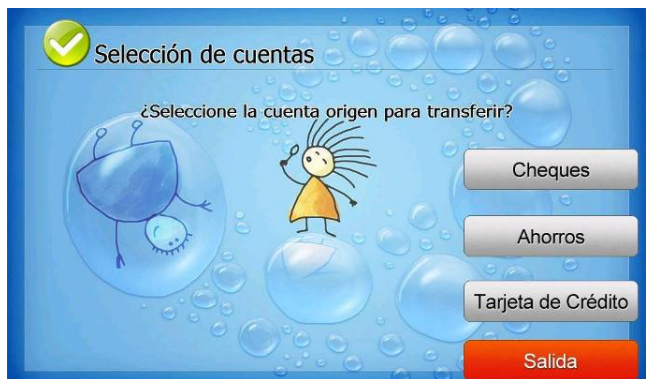 Selección de cuentas
¿Seleccione la cuenta origen para transferir?
Cheques
Ahorros
Tarjeta de Crédito
Salida